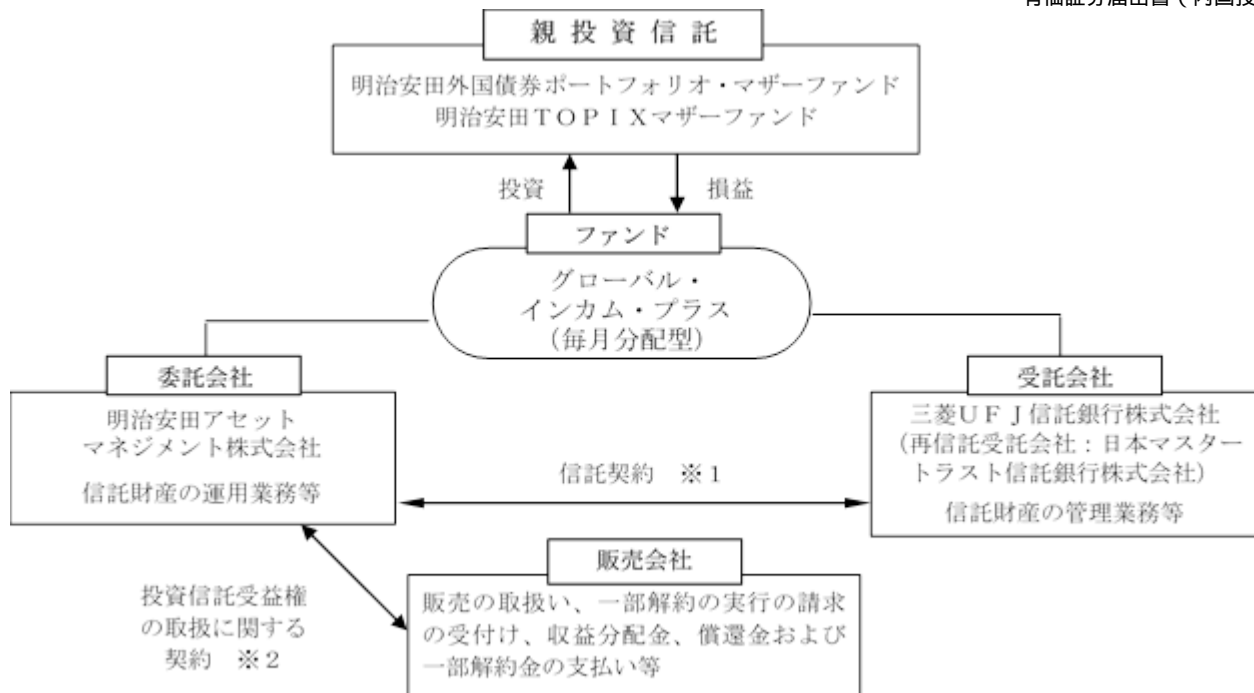 親投資信託
明治安田外国債券ポートフォリオ・マザーファンド
明治安田TOPIXマザーファンド
投資
損益
ファンド
グローバル・
インカム・プラス
(毎月分配型)
委託会社
明治安田アセット
マネジメント株式会社
信託財産の運用業務等
受託会社
三菱UFJ信託銀行株式会社
(再信託受託会社:日本マスター
トラスト信託銀行株式会社)
信託財産の管理業務等
信託契約 ※1
販売会社
販売の取扱い、一部解約の実行の請求
の受付け、収益分配金、償還金および
一部解約金の支払い等
投資信託受益権
の取扱に関する
契約 ※2